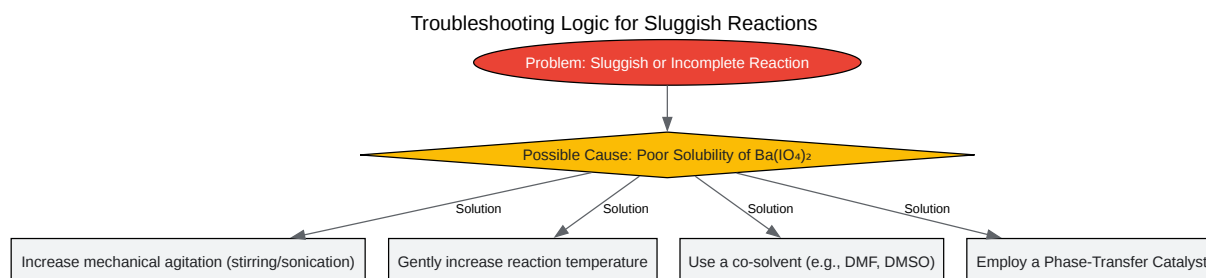 Troubleshooting Logic for Sluggish Reactions
Problem: Sluggish or Incomplete Reaction
Possible Cause: Poor Solubility of Ba(IO₄)₂
Solution
Solution
Solution
Solution
Increase mechanical agitation (stirring/sonication)
Gently increase reaction temperature
Use a co-solvent (e.g., DMF, DMSO)
Employ a Phase-Transfer Catalyst